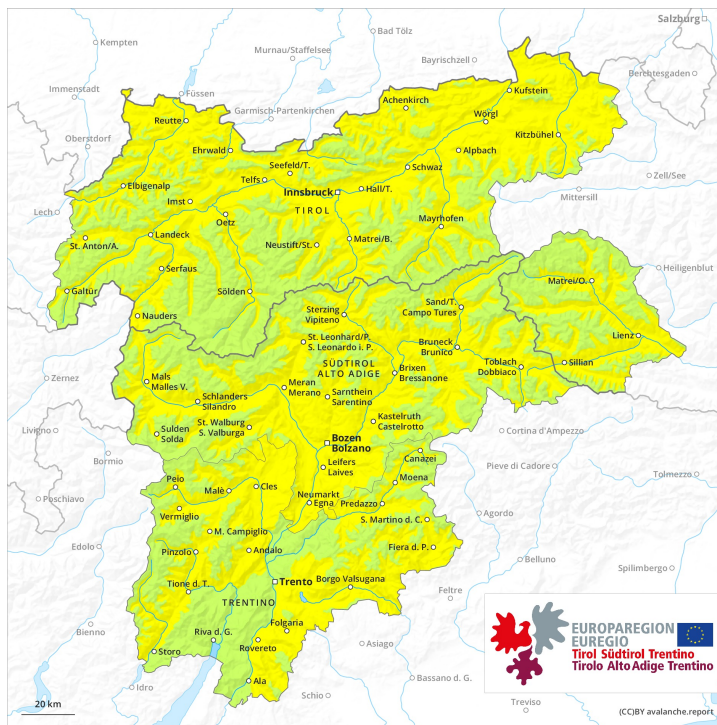 Salzburg
Kempten
Bad Tölz
Murnau/Staffelsee
Bayrischzell
Berchtesgaden
Immenstadt
Füssen
Garmisch-Partenkirchen
Achenkirch
Kufstein
Reutte
Wörgl
Oberstdorf
Ehrwald
Kitzbühel
Seefeld/T.
Alpbach
Schwaz
Telfs
Zell/See
Elbigenalp
Innsbruck
Hall/T.
Mittersill
Imst
TIROL
Lech
Oetz
Mayrhofen
Landeck
St. Anton/A.
Neustift/St.
Matrei/B.
Serfaus
Heiligenblut
Matrei/O.
Galtür
Sölden
Sand/T.
Campo Tures
Nauders
Sterzing
Vipiteno
Lienz
St. Leonhard/P.
S. Leonardo i. P.
Bruneck
Brunico
SÜDTIROL
ALTO ADIGE
Toblach
Dobbiaco
Sillian
Zernez
Mals
Malles V.
Meran
Merano
Brixen
Bressanone
Schlanders
Silandro
Sarnthein
Sarentino
Livigno
Sulden
Solda
St. Walburg
S. Valburga
Kastelruth
Castelrotto
Cortina d'Ampezzo
Bormio
Bozen
Bolzano
Canazei
Pieve di Cadore
Tolmezzo
Leifers
Laives
Poschiavo
Peio
Malè
Cles
Moena
Neumarkt
Egna
Predazzo
Vermiglio
Agordo
S. Martino d. C.
M. Campiglio
Edolo
Pinzolo
Andalo
Fiera d. P.
Belluno
Spilimbergo
Trento
Borgo Valsugana
Tione d. T.
Feltre
TRENTINO
Folgaria
Bienno
Riva d. G.
Rovereto
Asiago
Storo
Bassano d. G.
Idro
Ala
Schio
Treviso
EUROPAREGION
EUREGIO
Tirol Südtirol Trentino
Tirolo Alto Adige Trentino
20 km
(CC)BY avalanche.report